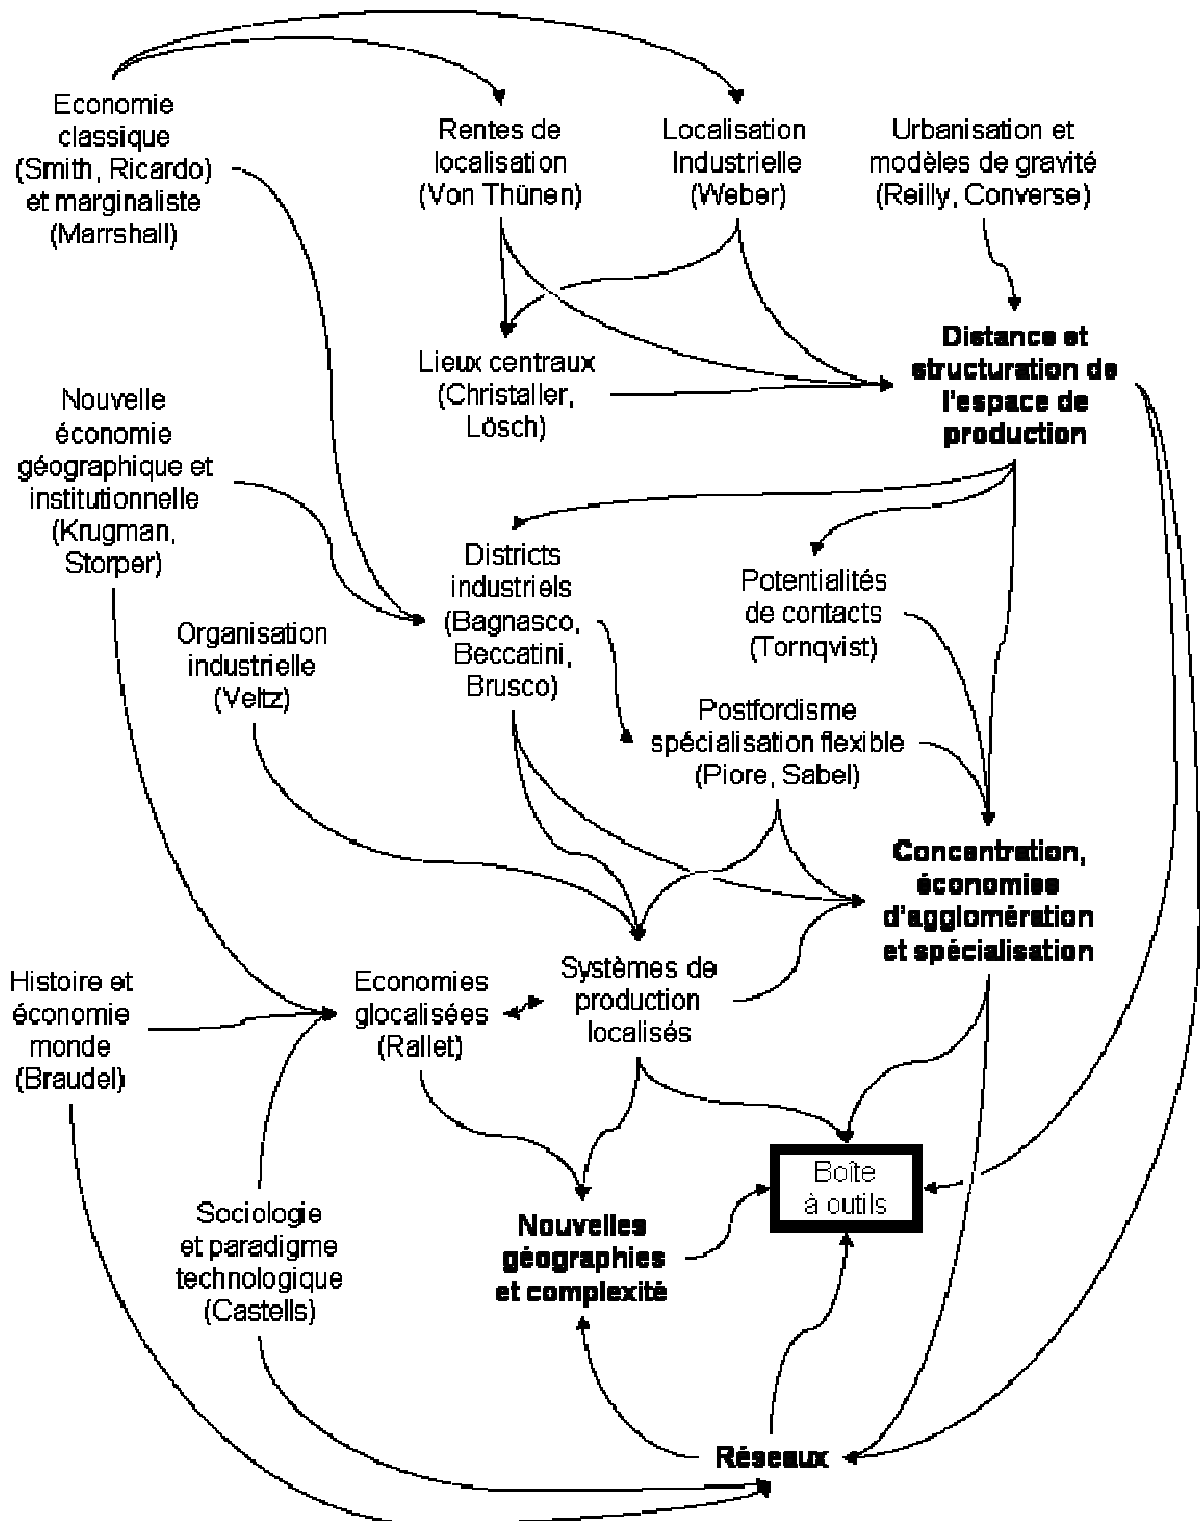 Economie
classique
(Smith, Ricardo)
et marginaliste
(Marrshall)
Rentes de
localisation
(Von Thünen)
Localisation
Industrielle
(Weber)
Urbanisation et
modèles de gravité
(Reilly, Converse)
Lieux centraux
(Christaller,
Lösch)
Distance et
structuration de
l'espace de
production
Nouvelle
économie
géographique et
institutionnelle
(Krugman,
Storper)
Districts
industriels
(Bagnasco,
Beccatini,
Brusco)
Potentialités
de contacts
(Tornqvist)
Organisation
industrielle
(Veltz)
Postfordisme
spécialisation flexible
(Piore, Sabel)
Concentration,
économies
d'agglomération
et spécialisation
Histoire et
économie
monde
(Braudel)
Economies
glocalisées
(Rallet)
Systèmes de
production
localisés
Boîte
à outils
Sociologie
et paradigme
technologique
(Castells)
Nouvelles
géographies
et complexité
Réseaux